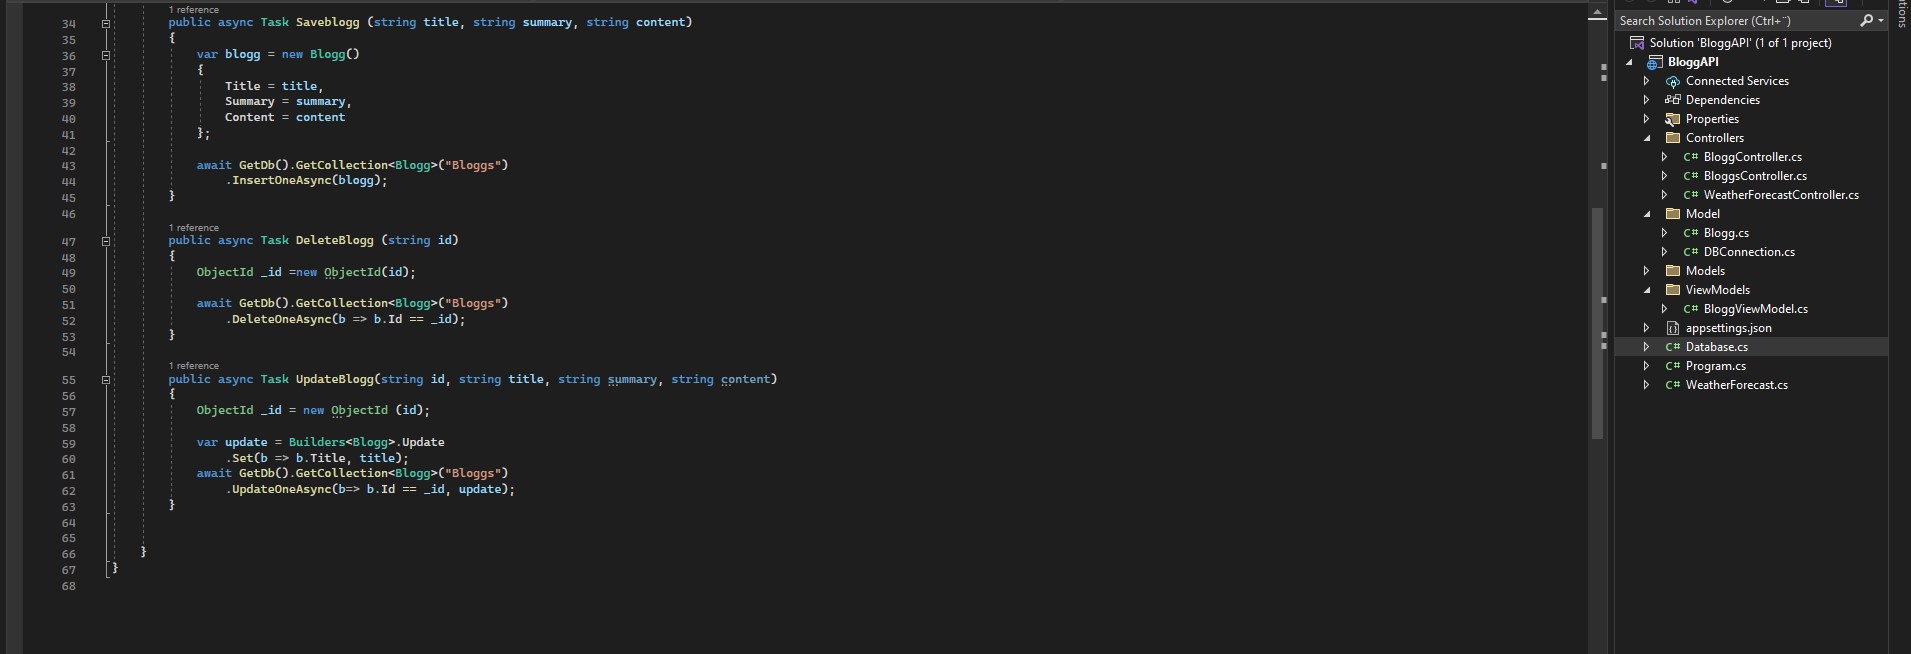 1 reference
34 public async Task Saveblogg (string title, string summary, string content)
35 {
36 var blogg = new Blogg()
37 {
38 Title = title,
39 Summary = summary,
40 Content = content
41 };
42
43 await GetDb().GetCollection<Blogg>("Bloggs")
44 .InsertOneAsync(blogg);
45 }
46
1 reference
47 public async Task DeleteBlogg (string id)
48 {
49 ObjectId _id =new ObjectId(id);
50
51 await GetDb().GetCollection<Blogg>("Bloggs")
52 .DeleteOneAsync(b => b.Id == _id);
53 }
54
1 reference
55 public async Task UpdateBlogg(string id, string title, string summary, string content)
56 {
57 ObjectId _id = new ObjectId (id);
58
59 var update = Builders<Blogg>.Update
60 .Set(b => b.Title, title);
61 await GetDb().GetCollection<Blogg>("Bloggs")
62 .UpdateOneAsync(b=> b.Id == _id, update);
63 }
64
65
66 }
67 }
68
Search Solution Explorer (Ctrl+¨)
Solution 'BloggAPI' (1 of 1 project)
BloggAPI
Connected Services
Dependencies
Properties
Controllers
C# BloggController.cs
C# BloggsController.cs
C# WeatherForecastController.cs
Model
C# Blogg.cs
C# DBConnection.cs
Models
ViewModels
C# BloggViewModel.cs
appsettings.json
C# Database.cs
C# Program.cs
C# WeatherForecast.cs